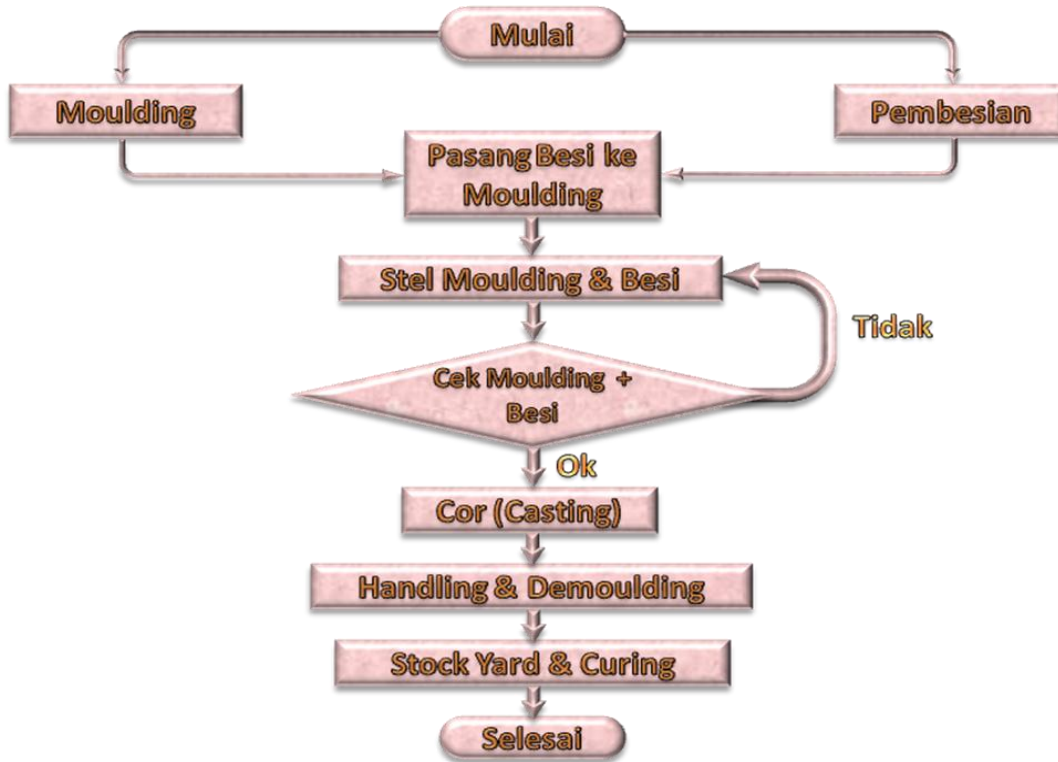 Mulai
Moulding
Pembesian
Pasang Besi ke
Moulding
Stel Moulding & Besi
Tidak
Cek Moulding +
Besi
Ok
Cor (Casting)
Handling & Demoulding
Stock Yard & Curing
Selesai